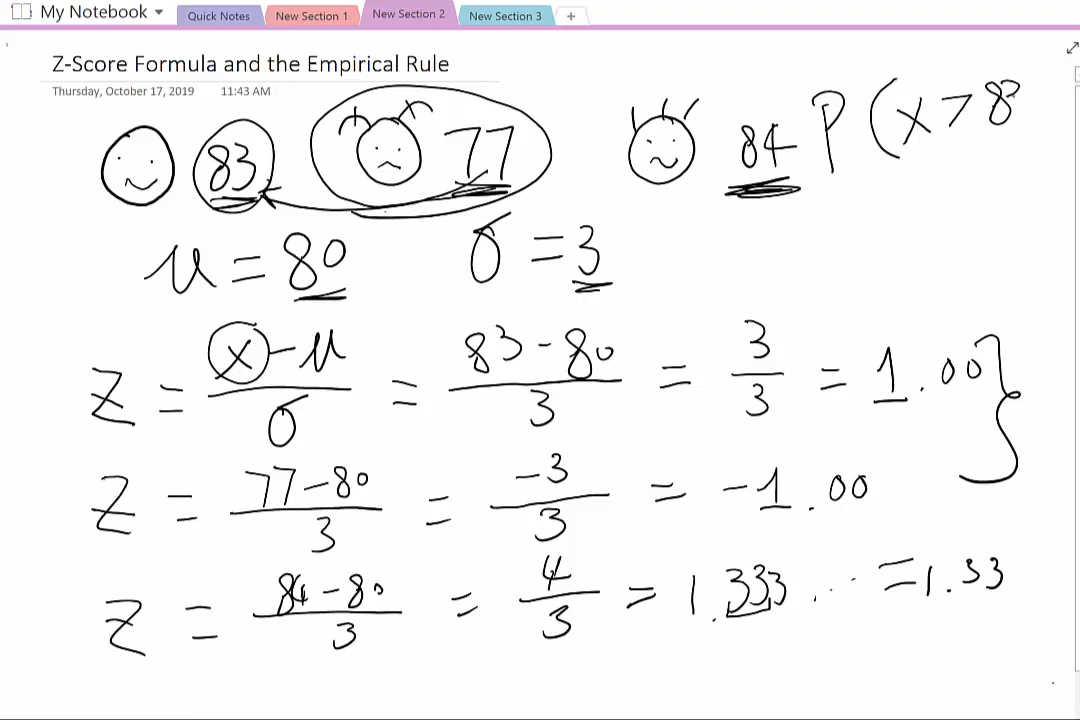 My Notebook
Quick Notes
New Section 1
New Section 2
New Section 3
+
Z-Score Formula and the Empirical Rule
Thursday, October 17, 2019 11:43 AM
83 77 84 P(x > 8
μ = 80 σ = 3
Z = (x - μ)/σ = (83 - 80)/3 = 3/3 = 1.00 }
Z = (77 - 80)/3 = -3/3 = -1.00
Z = (84 - 80)/3 = 4/3 = 1.333... = 1.33